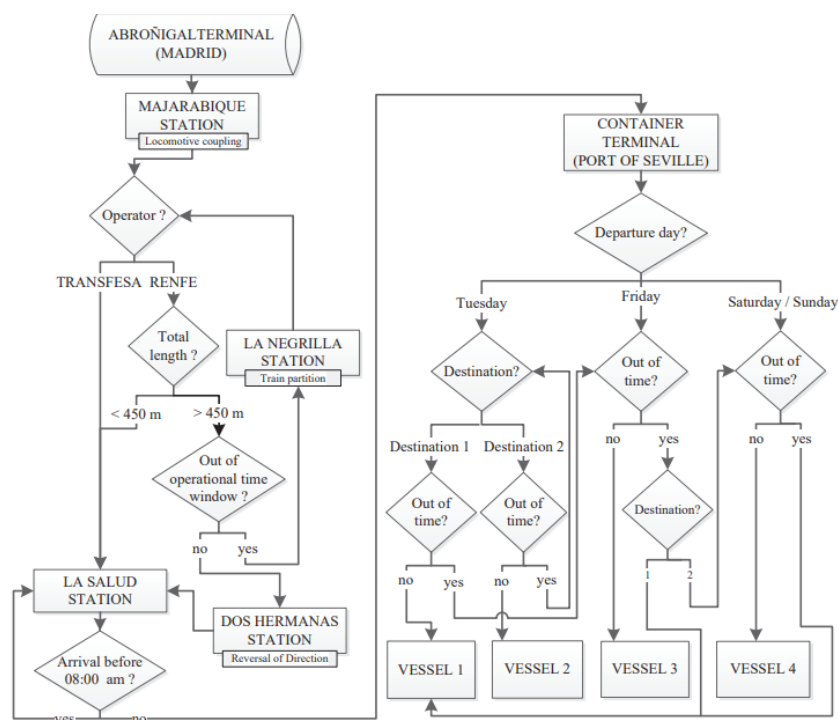 ABROÑIGALTERMINAL
(MADRID)
MAJARABIQUE
STATION
Locomotive coupling
Operator ?
TRANSFESA RENFE
Total
length ?
LA NEGRILLA
STATION
Train partition
< 450 m
> 450 m
Out of
operational time
window ?
no
yes
LA SALUD
STATION
DOS HERMANAS
STATION
Reversal of Direction
Arrival before
08:00 am ?
yes
no
CONTAINER
TERMINAL
(PORT OF SEVILLE)
Departure day?
Tuesday
Friday
Saturday / Sunday
Destination?
Out of
time?
Out of
time?
Destination 1
Destination 2
no
yes
no
yes
Out of
time?
Out of
time?
Destination?
no
yes
no
yes
1
2
VESSEL 1
VESSEL 2
VESSEL 3
VESSEL 4